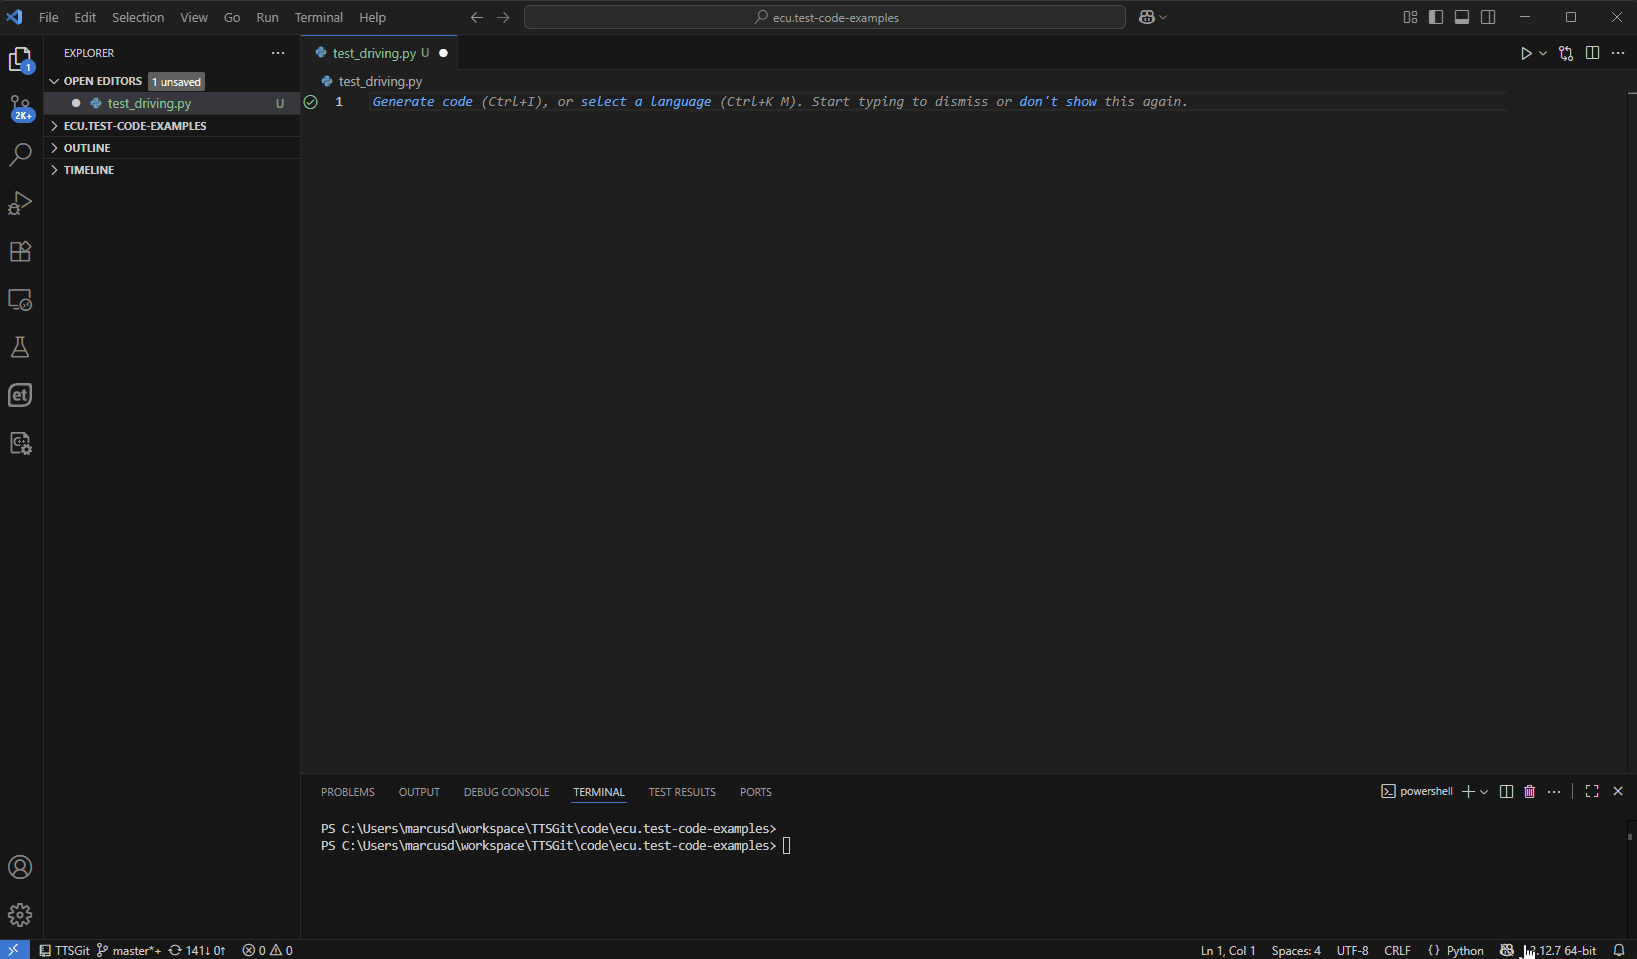 File Edit Selection View Go Run Terminal Help
ecu.test-code-examples
EXPLORER
OPEN EDITORS 1 unsaved
test_driving.py U
ECU.TEST-CODE-EXAMPLES
OUTLINE
TIMELINE
1
2K+
et
test_driving.py U
test_driving.py
1 Generate code (Ctrl+I), or select a language (Ctrl+K M). Start typing to dismiss or don't show this again.
PROBLEMS OUTPUT DEBUG CONSOLE TERMINAL TEST RESULTS PORTS
powershell
PS C:\Users\marcusd\workspace\TTSGit\code\ecu.test-code-examples>
PS C:\Users\marcusd\workspace\TTSGit\code\ecu.test-code-examples>
TTSGit master*+ 141↓ 0↑ 0 0
Ln 1, Col 1 Spaces: 4 UTF-8 CRLF {} Python .12.7 64-bit